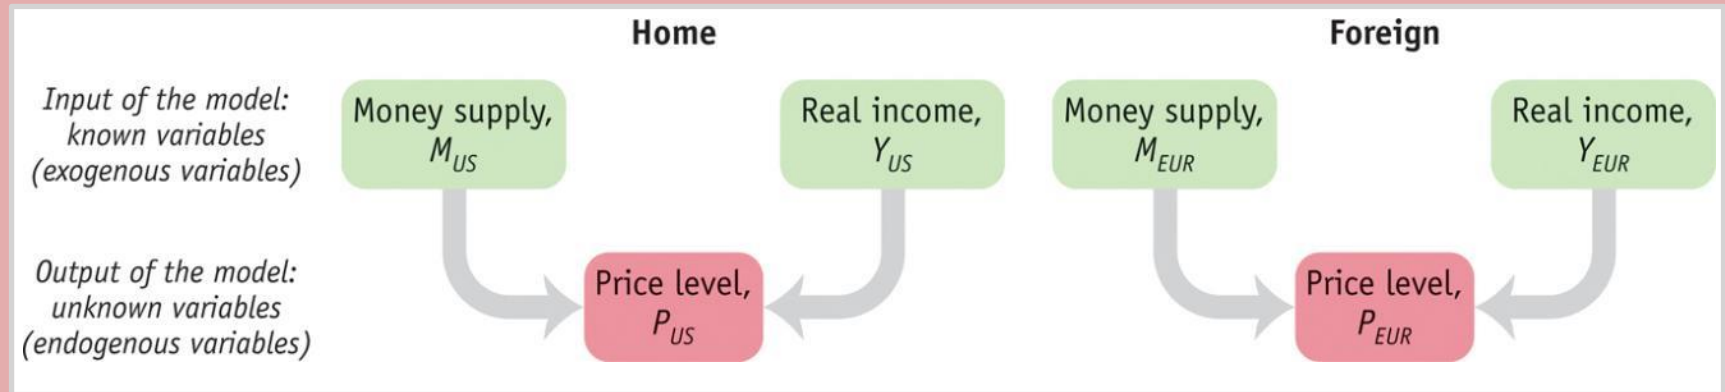 Home
Foreign
Input of the model:
known variables
(exogenous variables)
Money supply,
M_US
Real income,
Y_US
Money supply,
M_EUR
Real income,
Y_EUR
Output of the model:
unknown variables
(endogenous variables)
Price level,
P_US
Price level,
P_EUR